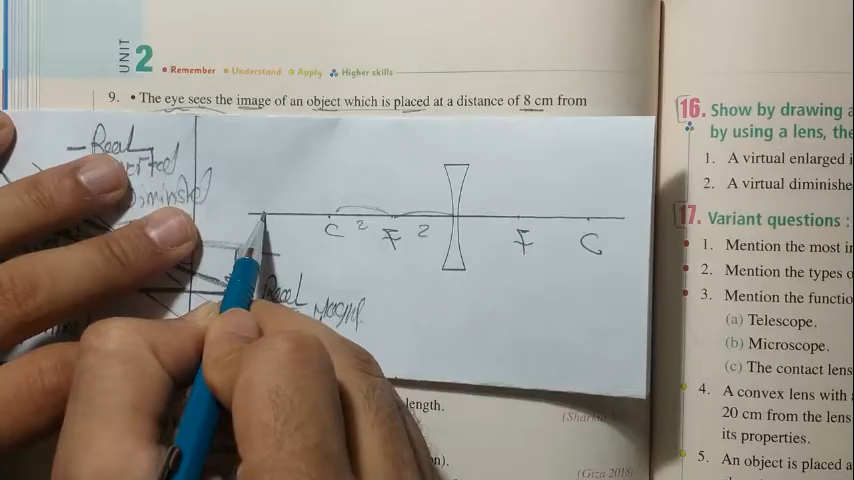 UNIT 2
Remember Understand Apply Higher skills
9. • The eye sees the image of an object which is placed at a distance of 8 cm from
- Real
Diminshed
C 2 F 2 F C
Real
length.
(Giza 2018)
16. Show by drawing a
by using a lens, the
1. A virtual enlarged i
2. A virtual diminishe
17. Variant questions :
1. Mention the most in
2. Mention the types o
3. Mention the functio
(a) Telescope.
(b) Microscope.
(c) The contact lens
4. A convex lens with
20 cm from the lens
its properties.
5. An object is placed a